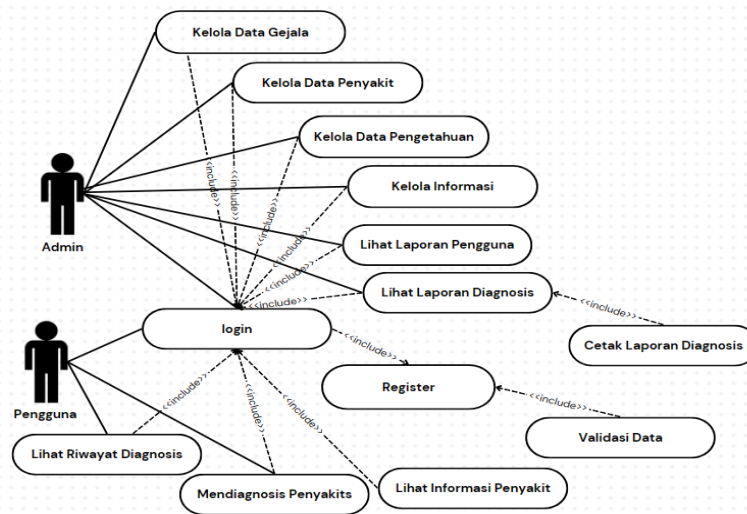 Kelola Data Gejala
Kelola Data Penyakit
Kelola Data Pengetahuan
Kelola Informasi
Admin
Lihat Laporan Pengguna
Lihat Laporan Diagnosis
login
Cetak Laporan Diagnosis
Register
Pengguna
Validasi Data
Lihat Riwayat Diagnosis
Mendiagnosis Penyakits
Lihat Informasi Penyakit
<<include>>
<<include>>
<<include>>
<<include>>
<<include>>
<<include>>
<<include>>
<<include>>
<<include>>
<<include>>
<<include>>
<<include>>